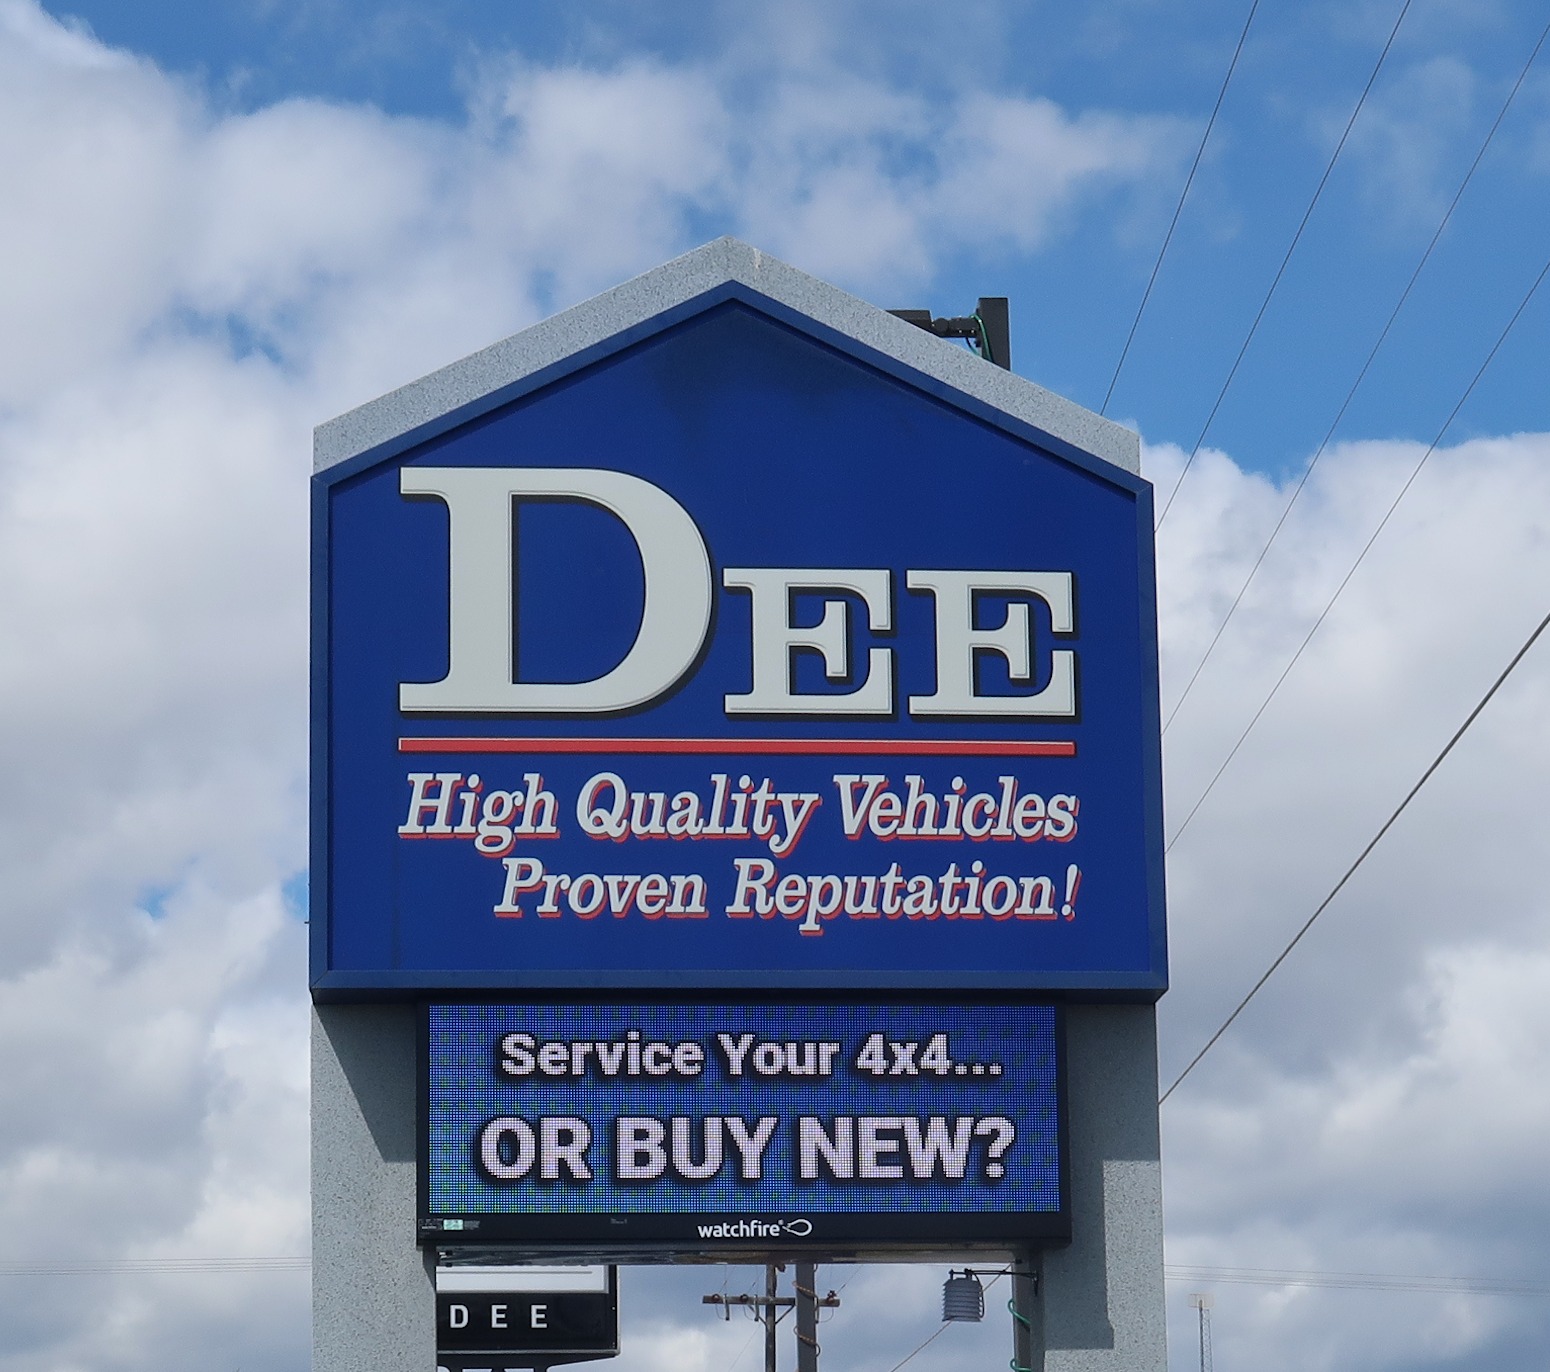 DEE
High Quality Vehicles
Proven Reputation!
Service Your 4x4...
OR BUY NEW?
watchfire
DEE